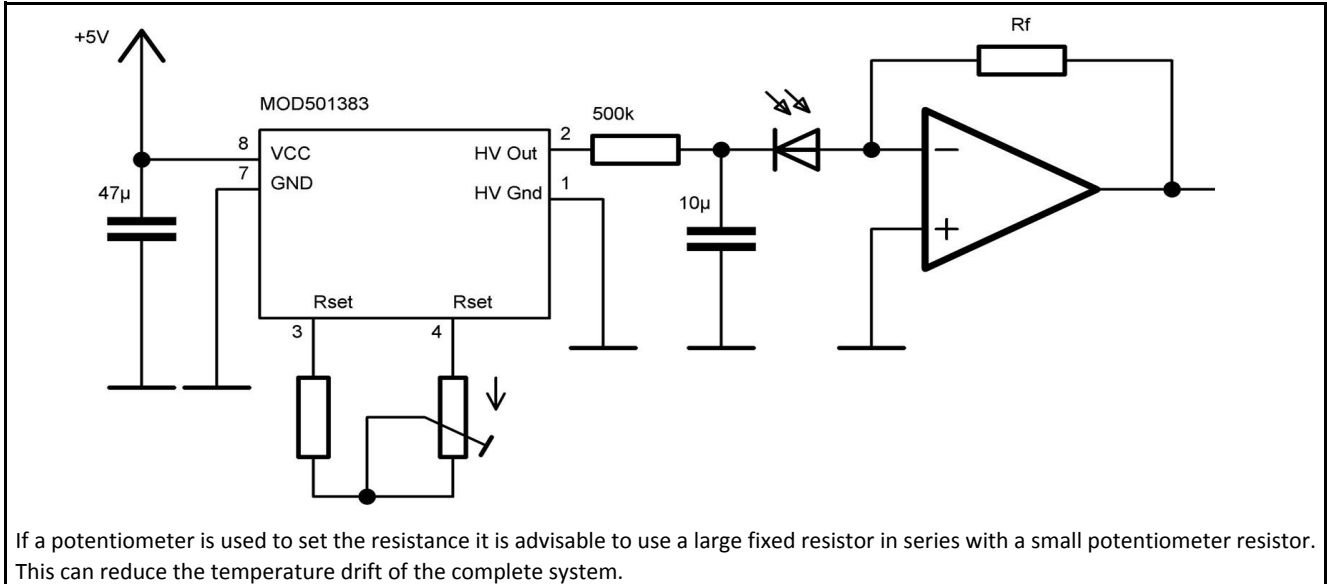 Rf
+5V
MOD501383
500k
8
VCC
HV Out
2
7
GND
HV Gnd
1
47µ
10µ
−
+
Rset
Rset
3
4
If a potentiometer is used to set the resistance it is advisable to use a large fixed resistor in series with a small potentiometer resistor.
This can reduce the temperature drift of the complete system.